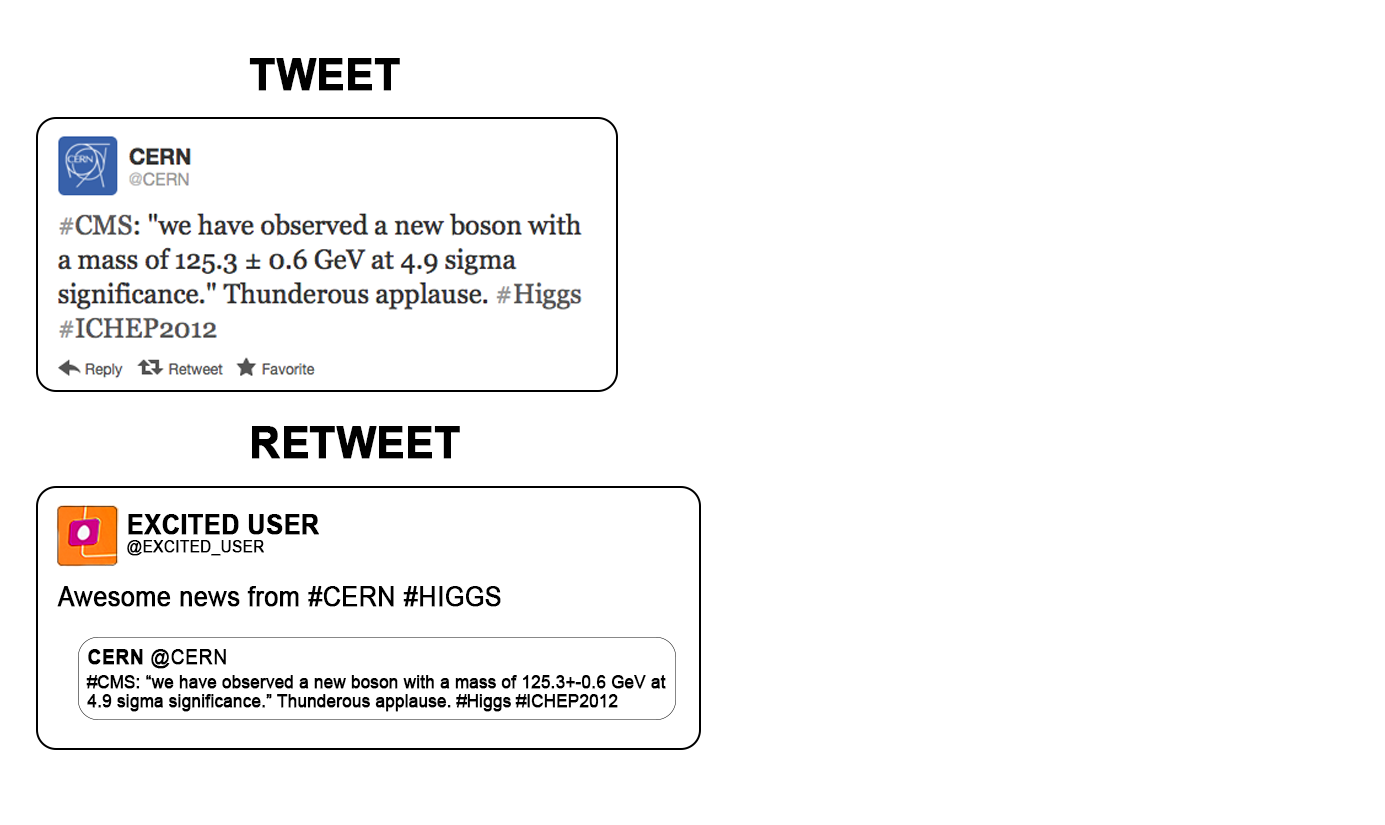 TWEET
CERN
CERN
@CERN
#CMS: "we have observed a new boson with
a mass of 125.3 ± 0.6 GeV at 4.9 sigma
significance." Thunderous applause. #Higgs
#ICHEP2012
Reply Retweet Favorite
RETWEET
EXCITED USER
@EXCITED_USER
Awesome news from #CERN #HIGGS
CERN @CERN
#CMS: “we have observed a new boson with a mass of 125.3+-0.6 GeV at
4.9 sigma significance.” Thunderous applause. #Higgs #ICHEP2012